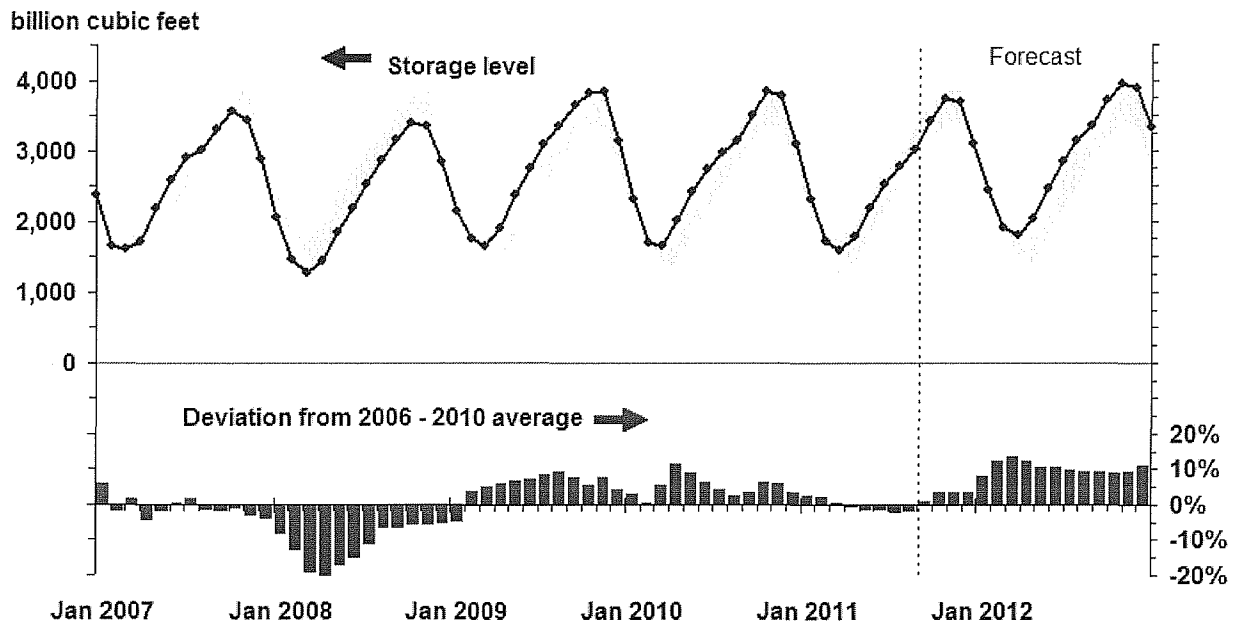 billion cubic feet
Storage level
Forecast
4,000
3,000
2,000
1,000
0
Deviation from 2006 - 2010 average
20%
10%
0%
-10%
-20%
Jan 2007 Jan 2008 Jan 2009 Jan 2010 Jan 2011 Jan 2012